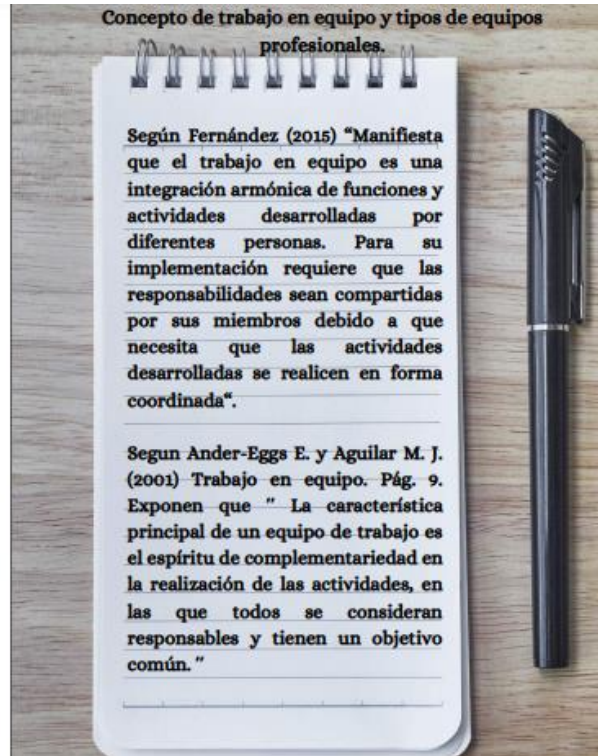 Concepto de trabajo en equipo y tipos de equipos
profesionales.
Según Fernández (2015) “Manifiesta
que el trabajo en equipo es una
integración armónica de funciones y
actividades desarrolladas por
diferentes personas. Para su
implementación requiere que las
responsabilidades sean compartidas
por sus miembros debido a que
necesita que las actividades
desarrolladas se realicen en forma
coordinada“.
Segun Ander-Eggs E. y Aguilar M. J.
(2001) Trabajo en equipo. Pág. 9.
Exponen que " La característica
principal de un equipo de trabajo es
el espíritu de complementariedad en
la realización de las actividades, en
las que todos se consideran
responsables y tienen un objetivo
común. "